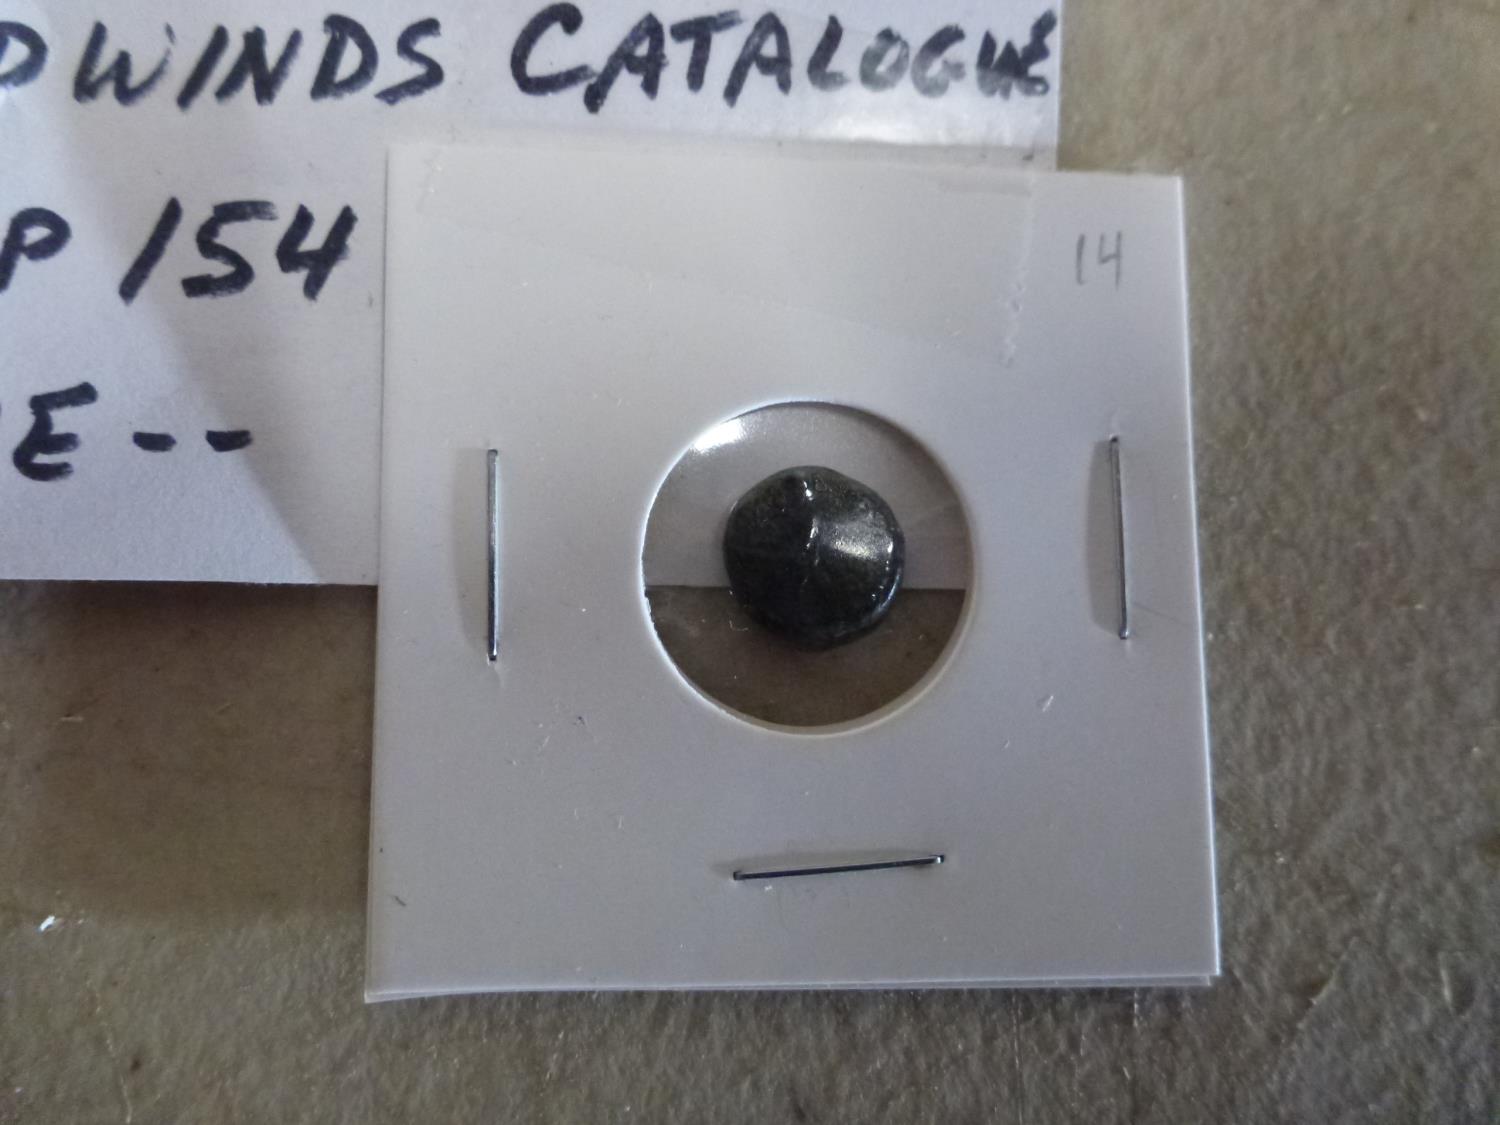 DWINDS CATALOGUE
P 154
E--
14